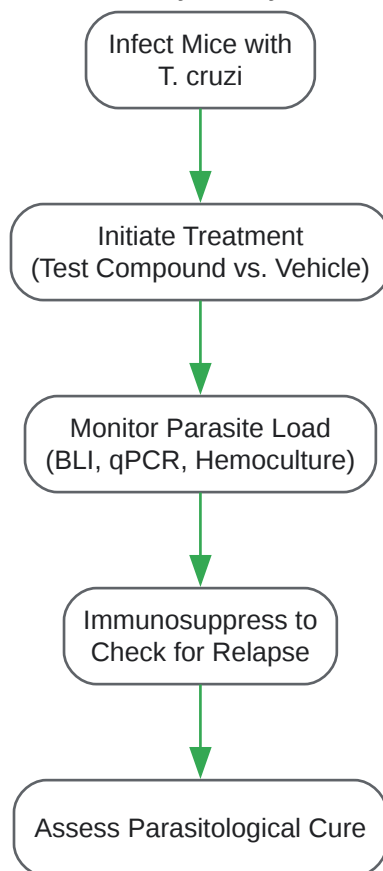 Infect Mice with
T. cruzi
Initiate Treatment
(Test Compound vs. Vehicle)
Monitor Parasite Load
(BLI, qPCR, Hemoculture)
Immunosuppress to
Check for Relapse
Assess Parasitological Cure